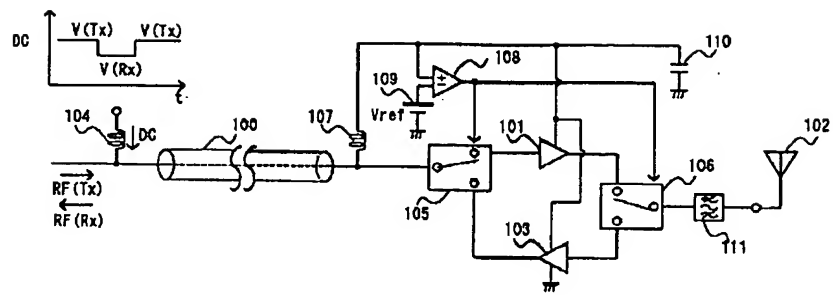 V(Tx) V(Tx)
DC
V(Rx)
t
104
DC
100
107
109
Vref
108
110
101
102
105
106
103
111
RF(Tx)
RF(Rx)